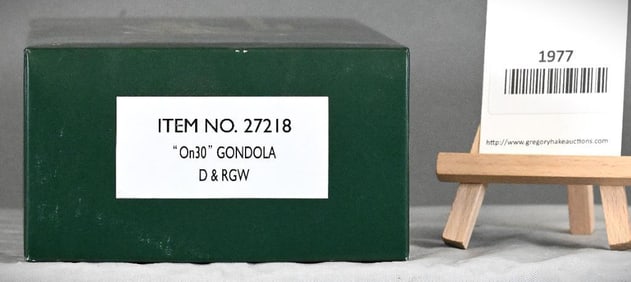 ITEM NO. 27218
"On30" GONDOLA
D & RGW
1977
http://www.gregoryhakeauctions.com